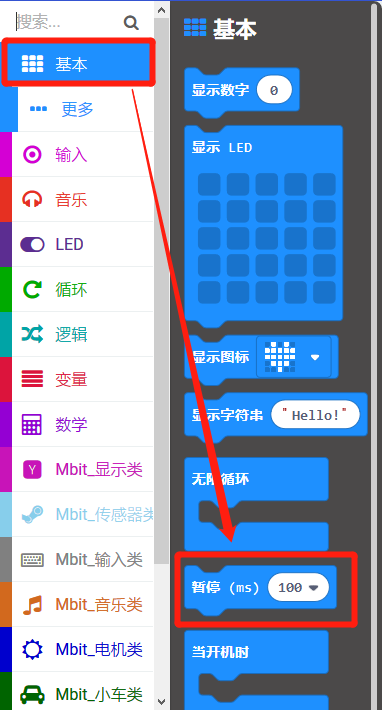 搜索...
基本
更多
输入
音乐
LED
循环
逻辑
变量
数学
Mbit_显示类
Mbit_传感器类
Mbit_输入类
Mbit_音乐类
Mbit_电机类
Mbit_小车类
基本
显示数字 0
显示 LED
显示图标
显示字符串 "Hello!"
无限循环
暂停 (ms) 100
当开机时